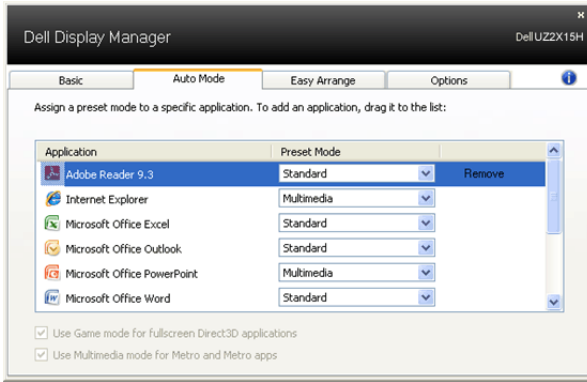 Dell Display Manager
Dell UZ2X15H
Basic
Auto Mode
Easy Arrange
Options
Assign a preset mode to a specific application. To add an application, drag it to the list:
Application Preset Mode
Adobe Reader 9.3 Standard Remove
Internet Explorer Multimedia
Microsoft Office Excel Standard
Microsoft Office Outlook Standard
Microsoft Office PowerPoint Multimedia
Microsoft Office Word Standard
Use Game mode for fullscreen Direct3D applications
Use Multimedia mode for Metro and Metro apps